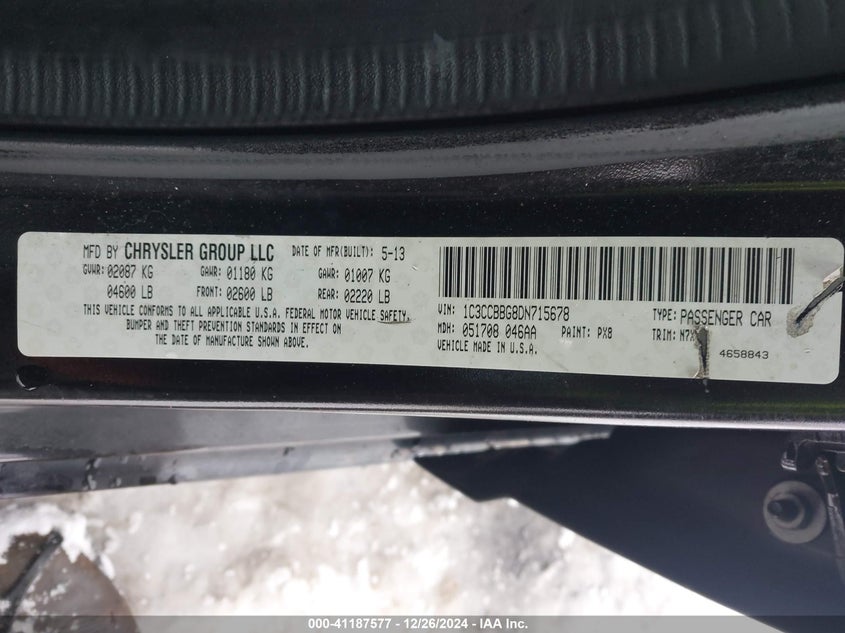 MFD BY CHRYSLER GROUP LLC DATE OF MFR(BUILT): 5-13
GVWR: 02087 KG GAWR: 01180 KG GAWR: 01007 KG
04600 LB FRONT: 02600 LB REAR: 02220 LB
THIS VEHICLE CONFORMS TO ALL APPLICABLE U.S.A. FEDERAL MOTOR VEHICLE SAFETY,
BUMPER AND THEFT PREVENTION STANDARDS IN EFFECT ON
THE DATE OF MANUFACTURE SHOWN ABOVE.
VIN: 1C3CCBBG8DN715678 TYPE: PASSENGER CAR
MDH: 051708 046AA PAINT: PX8 TRIM:
VEHICLE MADE IN U.S.A. 4658843
000-41187577 - 12/26/2024 - IAA Inc.